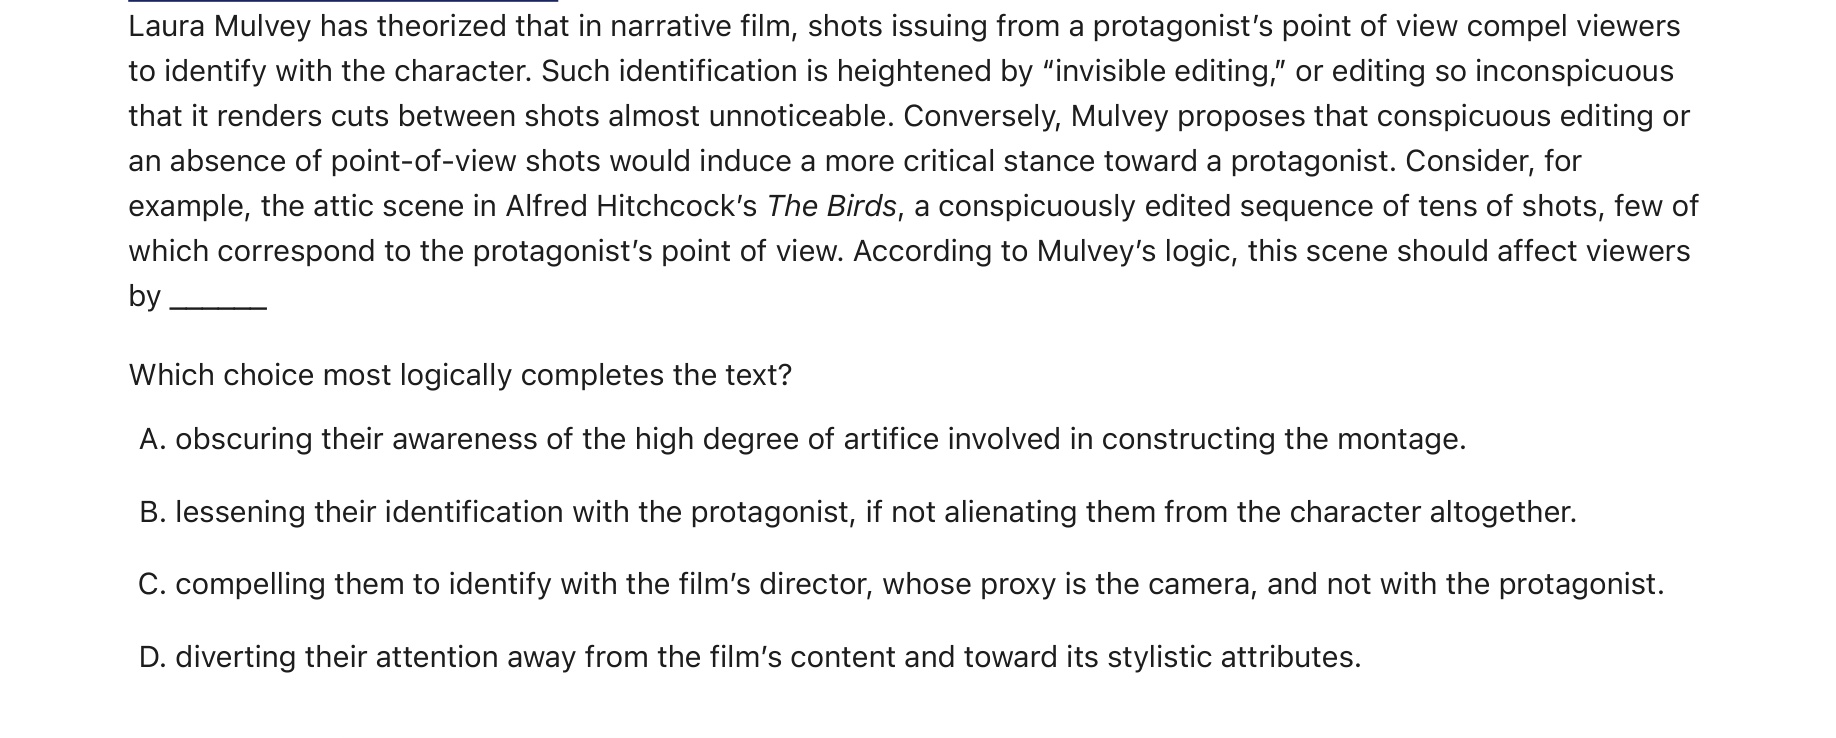 Laura Mulvey has theorized that in narrative film, shots issuing from a protagonist’s point of view compel viewers
to identify with the character. Such identification is heightened by “invisible editing,” or editing so inconspicuous
that it renders cuts between shots almost unnoticeable. Conversely, Mulvey proposes that conspicuous editing or
an absence of point-of-view shots would induce a more critical stance toward a protagonist. Consider, for
example, the attic scene in Alfred Hitchcock’s The Birds, a conspicuously edited sequence of tens of shots, few of
which correspond to the protagonist’s point of view. According to Mulvey’s logic, this scene should affect viewers
by ______
Which choice most logically completes the text?
A. obscuring their awareness of the high degree of artifice involved in constructing the montage.
B. lessening their identification with the protagonist, if not alienating them from the character altogether.
C. compelling them to identify with the film’s director, whose proxy is the camera, and not with the protagonist.
D. diverting their attention away from the film’s content and toward its stylistic attributes.